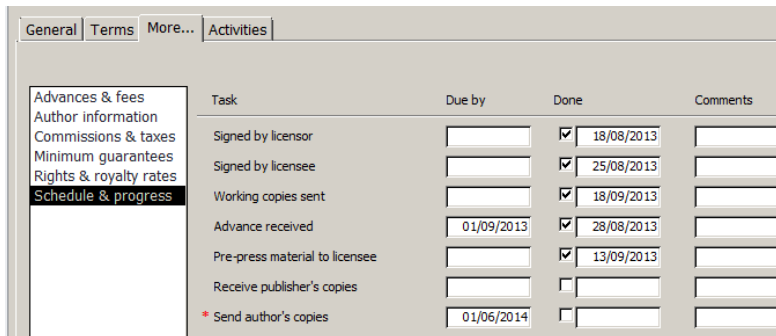 General Terms More... Activities
Advances & fees
Author information
Commissions & taxes
Minimum guarantees
Rights & royalty rates
Schedule & progress
Task Due by Done Comments
Signed by licensor 18/08/2013
Signed by licensee 25/08/2013
Working copies sent 18/09/2013
Advance received 01/09/2013 28/08/2013
Pre-press material to licensee 13/09/2013
Receive publisher's copies
* Send author's copies 01/06/2014